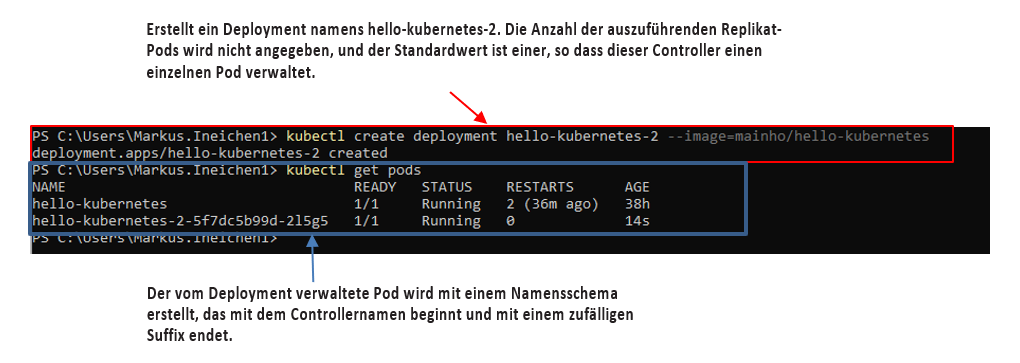 Erstellt ein Deployment namens hello-kubernetes-2. Die Anzahl der auszuführenden Replikat-
Pods wird nicht angegeben, und der Standardwert ist einer, so dass dieser Controller einen
einzelnen Pod verwaltet.
PS C:\Users\Markus.Ineichen1> kubectl create deployment hello-kubernetes-2 --image=mainho/hello-kubernetes
deployment.apps/hello-kubernetes-2 created
PS C:\Users\Markus.Ineichen1> kubectl get pods
NAME READY STATUS RESTARTS AGE
hello-kubernetes 1/1 Running 2 (36m ago) 38h
hello-kubernetes-2-5f7dc5b99d-2l5g5 1/1 Running 0 14s
PS C:\Users\Markus.Ineichen1>
Der vom Deployment verwaltete Pod wird mit einem Namensschema
erstellt, das mit dem Controllernamen beginnt und mit einem zufälligen
Suffix endet.